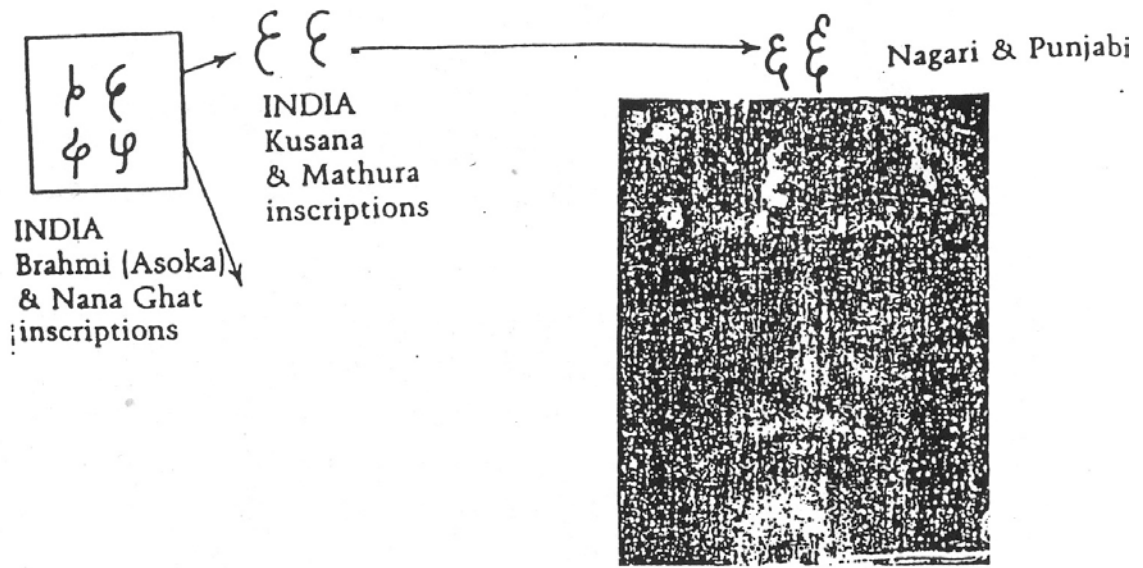 Nagari & Punjabi
INDIA
Kusana
& Mathura
inscriptions
INDIA
Brahmi (Asoka)
& Nana Ghat
inscriptions